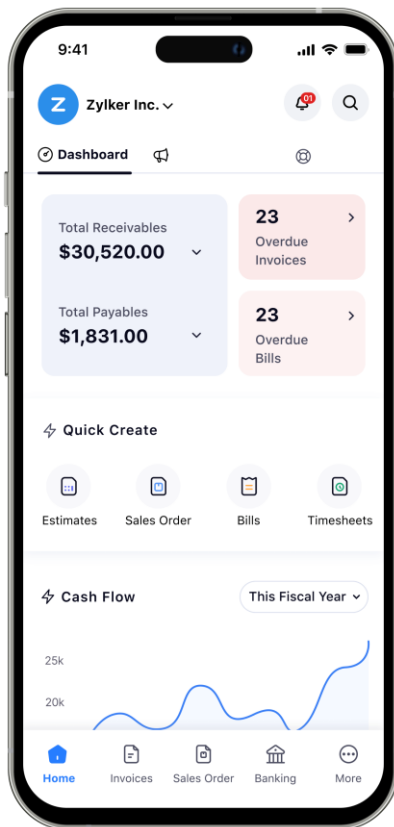 9:41
Z Zylker Inc. 01
Dashboard
Total Receivables
$30,520.00
23
Overdue
Invoices
Total Payables
$1,831.00
23
Overdue
Bills
Quick Create
Estimates Sales Order Bills Timesheets
Cash Flow This Fiscal Year
25k
20k
Home Invoices Sales Order Banking More